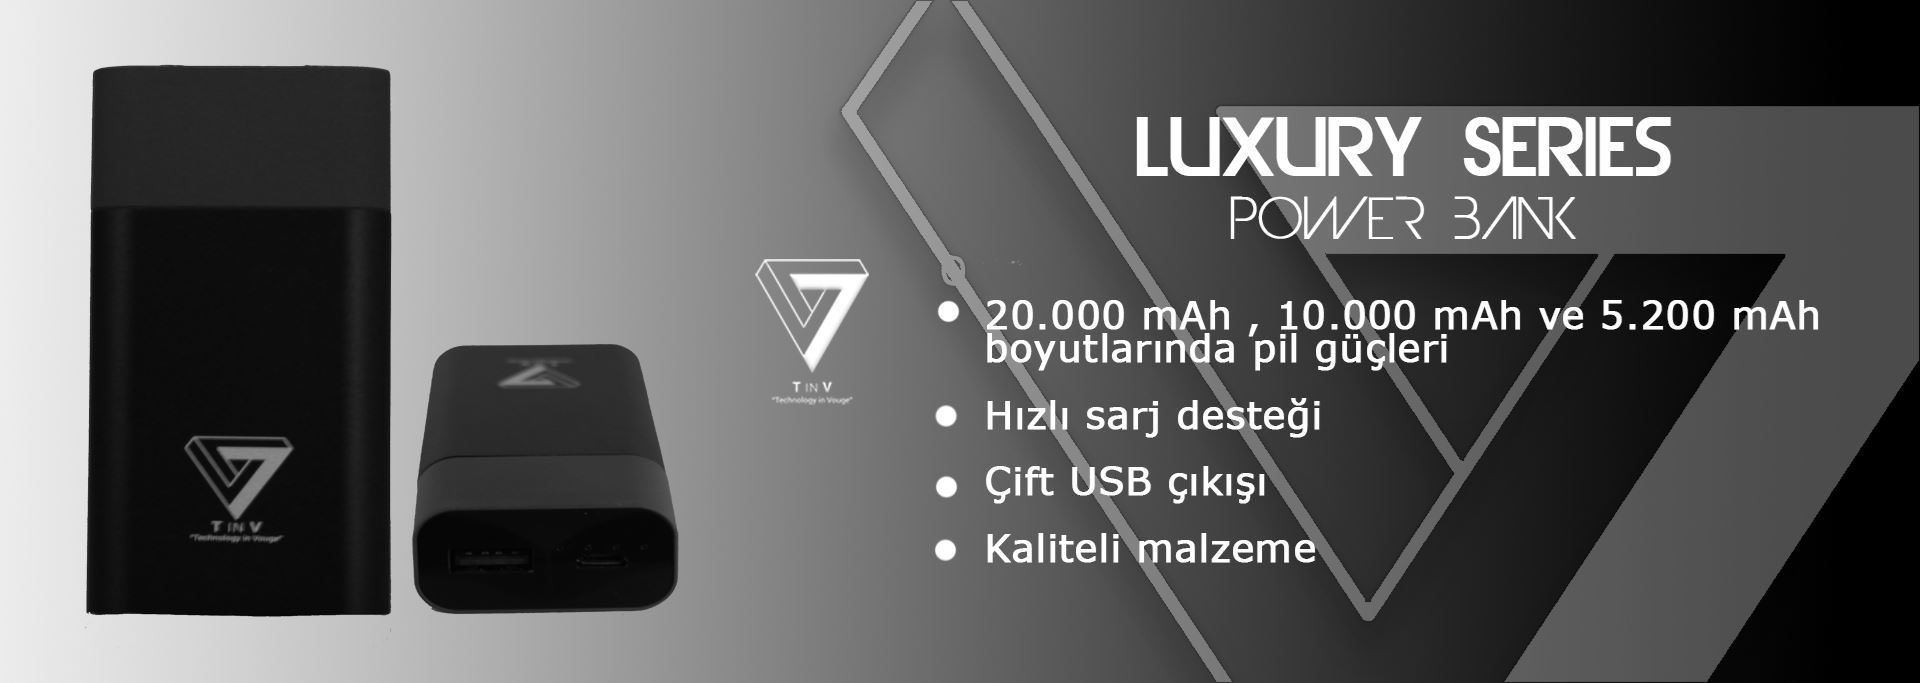 LUXURY SERIES
POWER BANK
20.000 mAh , 10.000 mAh ve 5.200 mAh
boyutlarında pil güçleri
Hızlı sarj desteği
Çift USB çıkışı
Kaliteli malzeme
T IN V
"Technology in Vouge"
T IN V
"Technology in Vouge"